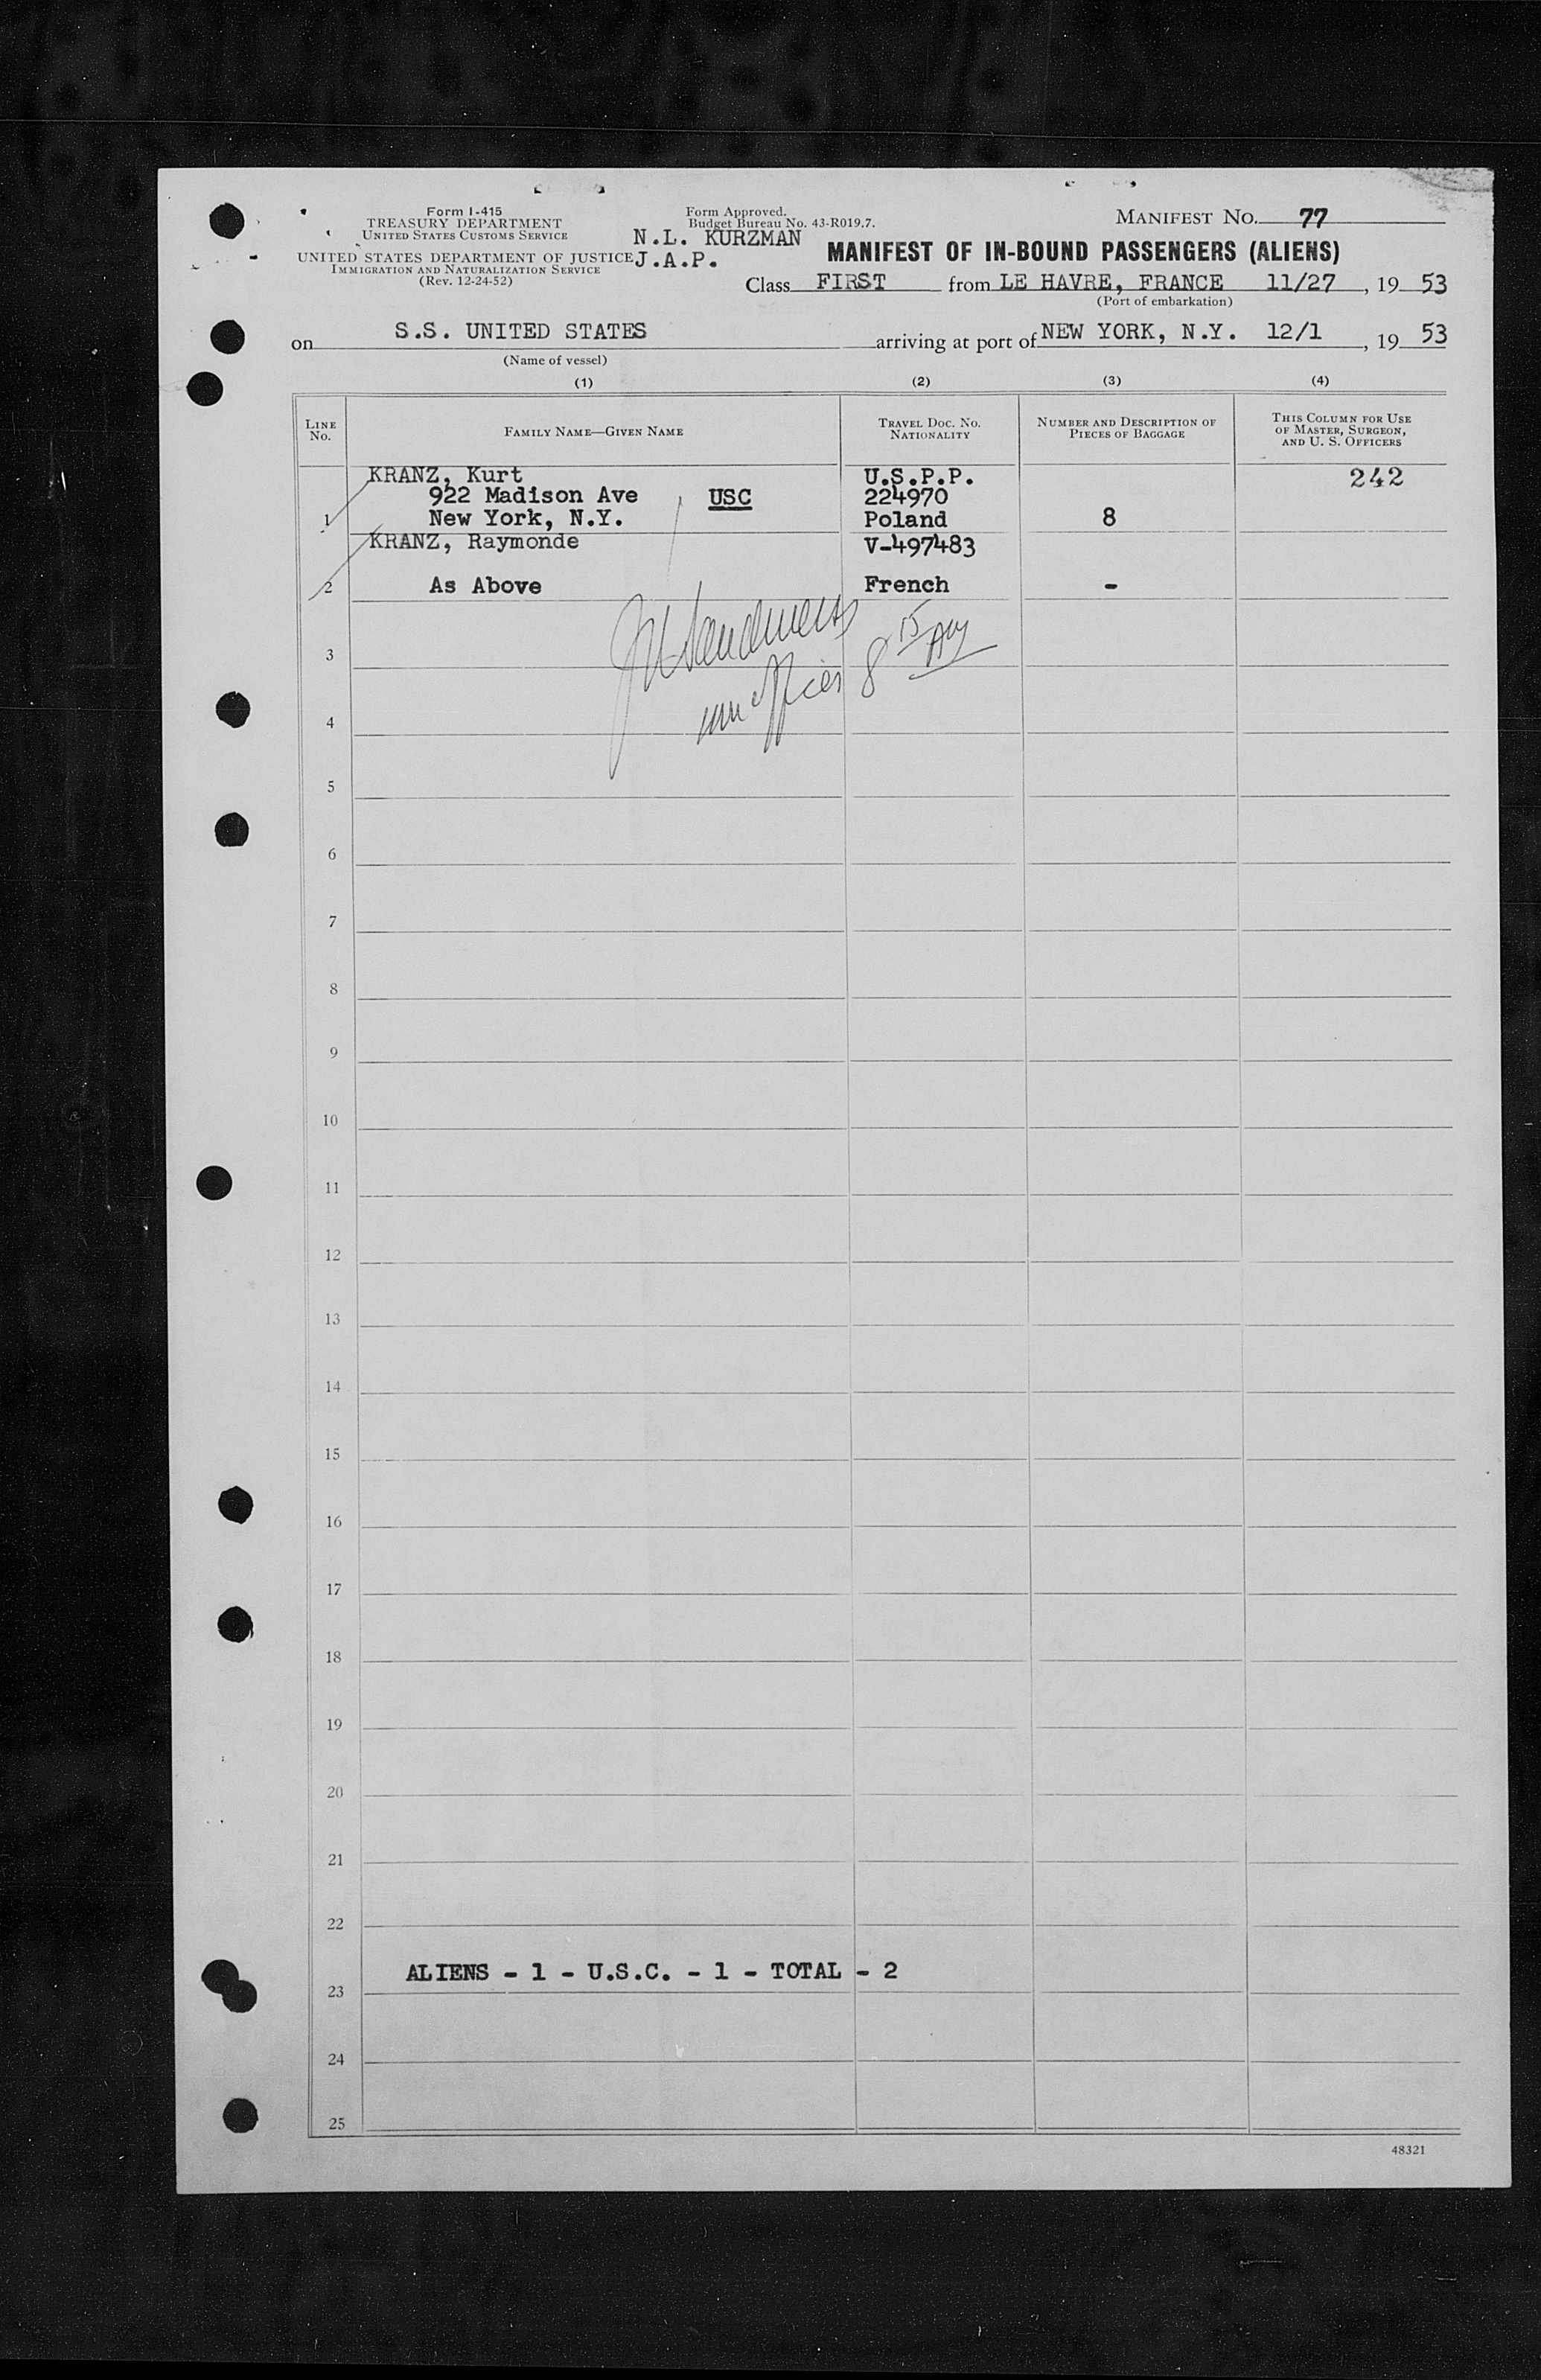 Form I-415
TREASURY DEPARTMENT
UNITED STATES CUSTOMS SERVICE
UNITED STATES DEPARTMENT OF JUSTICE
IMMIGRATION AND NATURALIZATION SERVICE
(Rev. 12-24-52)
Form Approved.
Budget Bureau No. 43-R019.7.
N.L. KURZMAN
J.A.P.
MANIFEST NO. 77
MANIFEST OF IN-BOUND PASSENGERS (ALIENS)
Class FIRST from LE HAVRE, FRANCE 11/27, 19 53
(Port of embarkation)
on S.S. UNITED STATES arriving at port of NEW YORK, N.Y. 12/1, 19 53
(Name of vessel)
(1) (2) (3) (4)
LINE NO.
FAMILY NAME—GIVEN NAME
TRAVEL DOC. NO.
NATIONALITY
NUMBER AND DESCRIPTION OF
PIECES OF BAGGAGE
THIS COLUMN FOR USE
OF MASTER, SURGEON,
AND U. S. OFFICERS
KRANZ, Kurt U.S.P.P. 242
922 Madison Ave USC 224970
1 New York, N.Y. Poland 8
KRANZ, Raymonde V-497483
2 As Above French -
3
4
5
6
7
8
9
10
11
12
13
14
15
16
17
18
19
20
21
22
ALIENS - 1 - U.S.C. - 1 - TOTAL - 2
23
24
25
48321